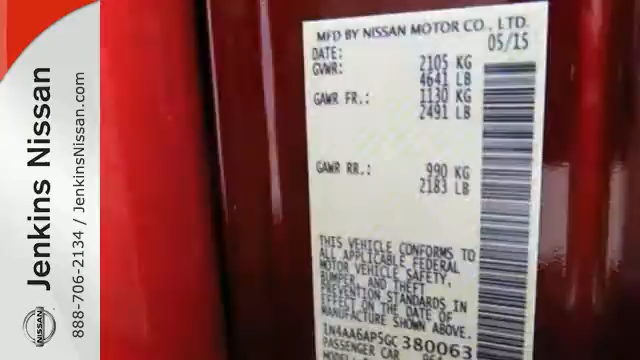 Jenkins Nissan
888-706-2134 / JenkinsNissan.com
NISSAN
MFD BY NISSAN MOTOR CO., LTD.
DATE: 05/15
GVWR: 2105 KG
4641 LB
GAWR FR.: 1130 KG
2491 LB
GAWR RR.: 990 KG
2183 LB
THIS VEHICLE CONFORMS TO
ALL APPLICABLE FEDERAL
MOTOR VEHICLE SAFETY,
BUMPER, AND THEFT
PREVENTION STANDARDS IN
EFFECT ON THE DATE OF
MANUFACTURE SHOWN ABOVE.
1N4AA6AP5GC380063
PASSENGER CAR